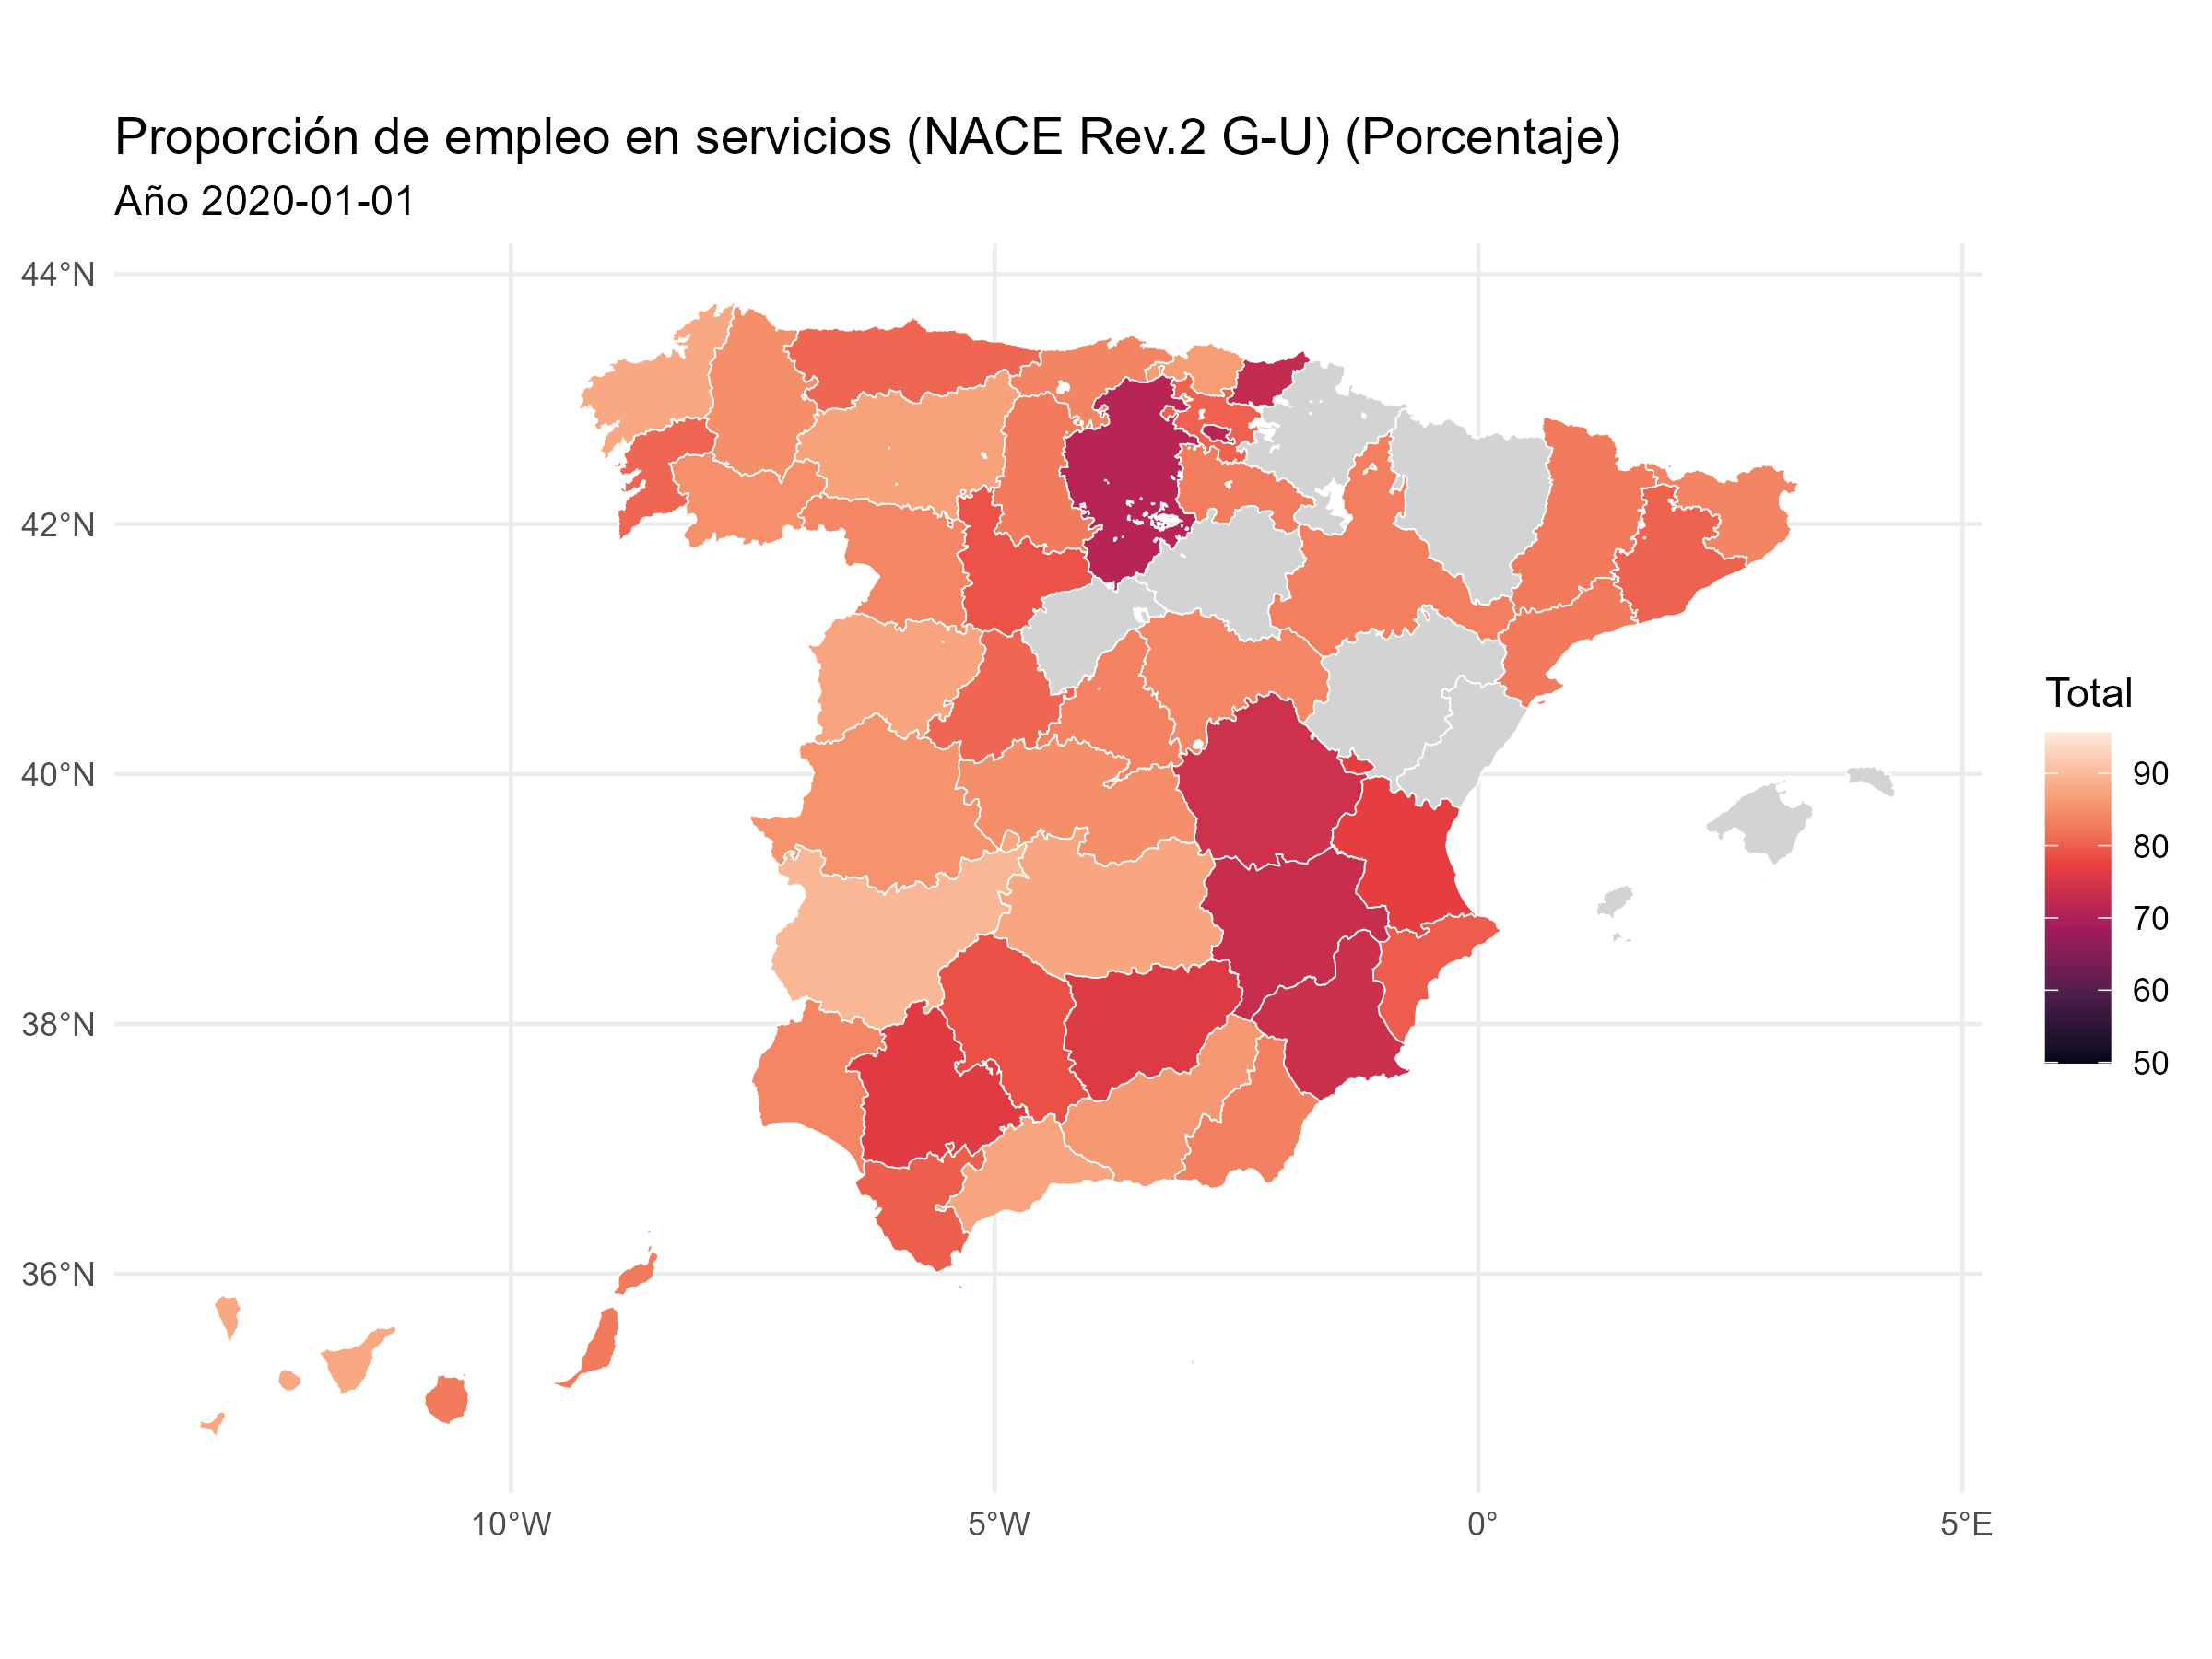 Proporción de empleo en servicios (NACE Rev.2 G-U) (Porcentaje)
Año 2020-01-01
44°N
42°N
40°N
38°N
36°N
10°W
5°W
0°
5°E
Total
90
80
70
60
50